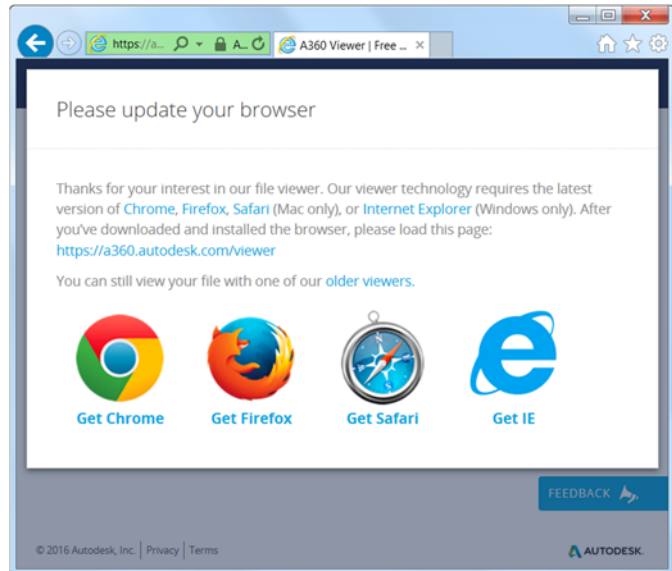 https://a... A... A360 Viewer | Free ...
Please update your browser
Thanks for your interest in our file viewer. Our viewer technology requires the latest
version of Chrome, Firefox, Safari (Mac only), or Internet Explorer (Windows only). After
you've downloaded and installed the browser, please load this page:
https://a360.autodesk.com/viewer
You can still view your file with one of our older viewers.
Get Chrome Get Firefox Get Safari Get IE
FEEDBACK
© 2016 Autodesk, Inc. | Privacy | Terms AUTODESK.